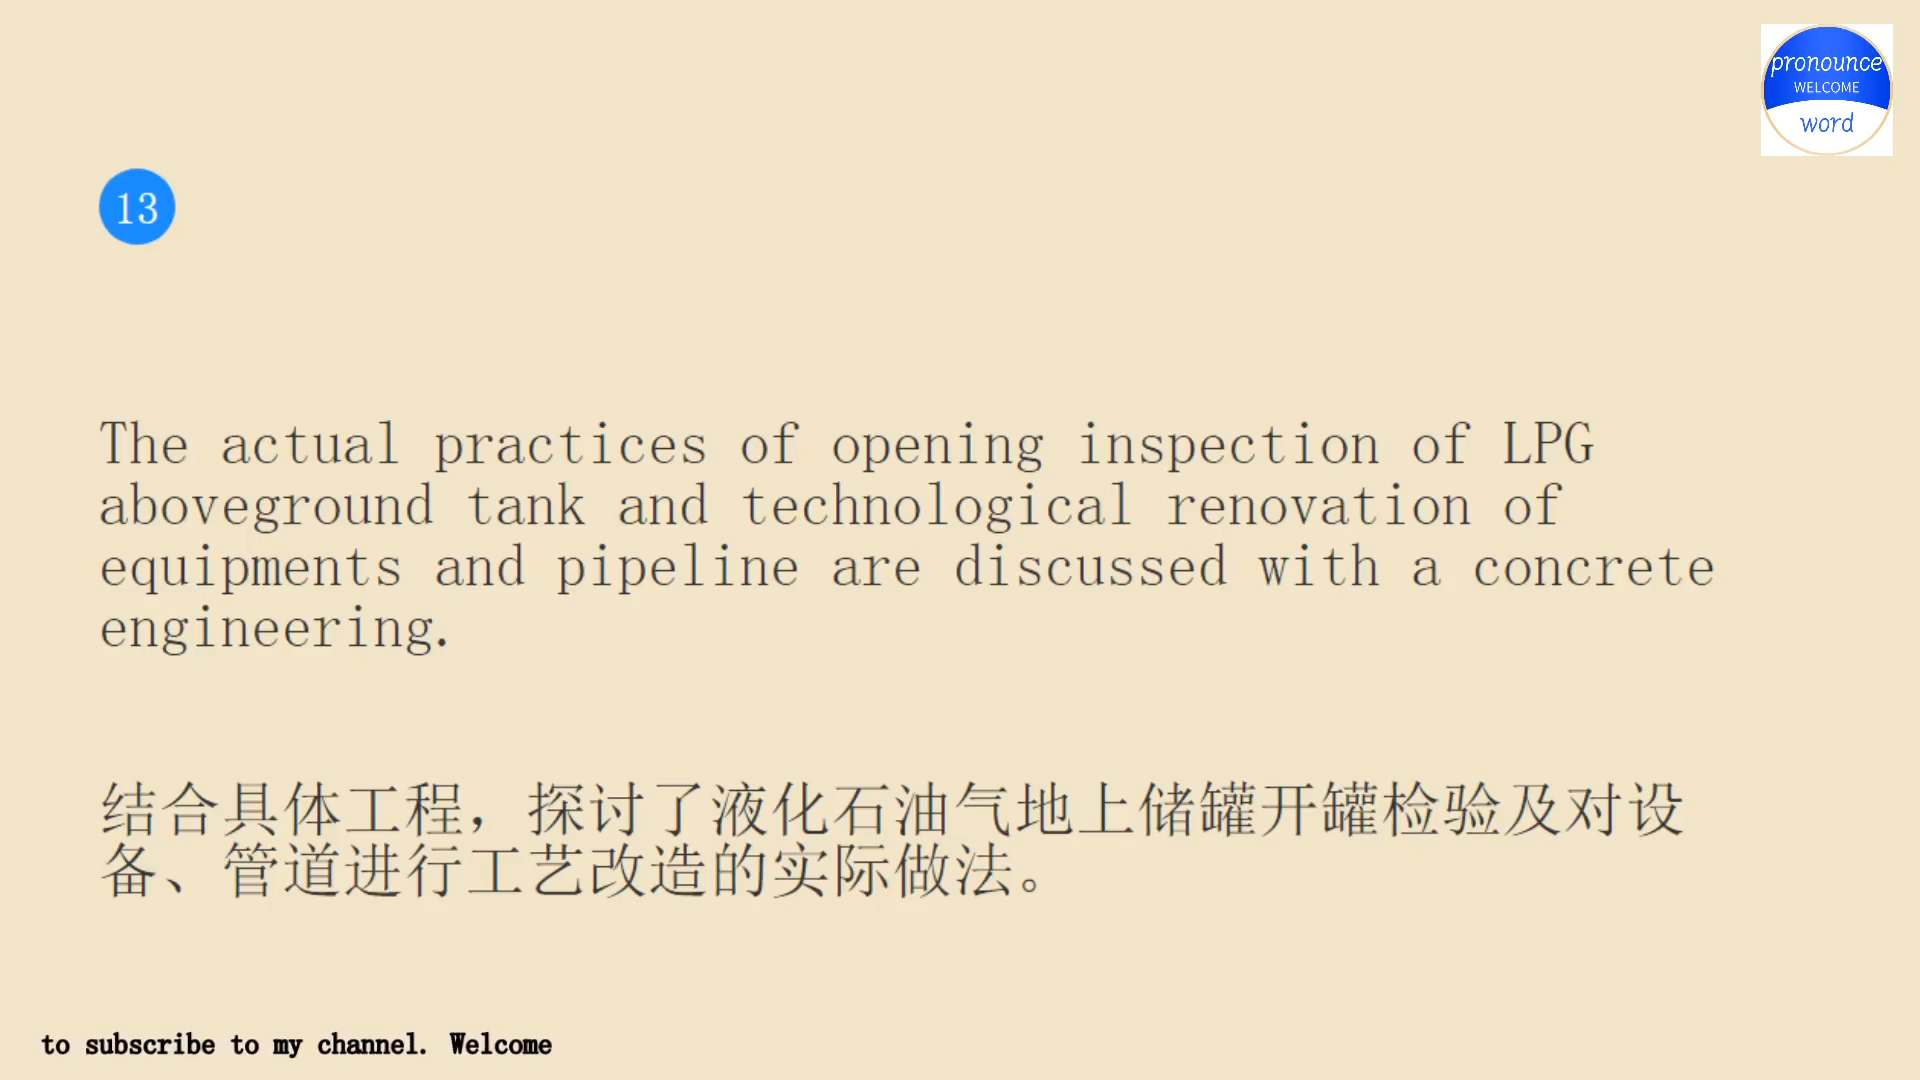 pronounce
WELCOME
word
13
The actual practices of opening inspection of LPG
aboveground tank and technological renovation of
equipments and pipeline are discussed with a concrete
engineering.
结合具体工程，探讨了液化石油气地上储罐开罐检验及对设
备、管道进行工艺改造的实际做法。
to subscribe to my channel. Welcome